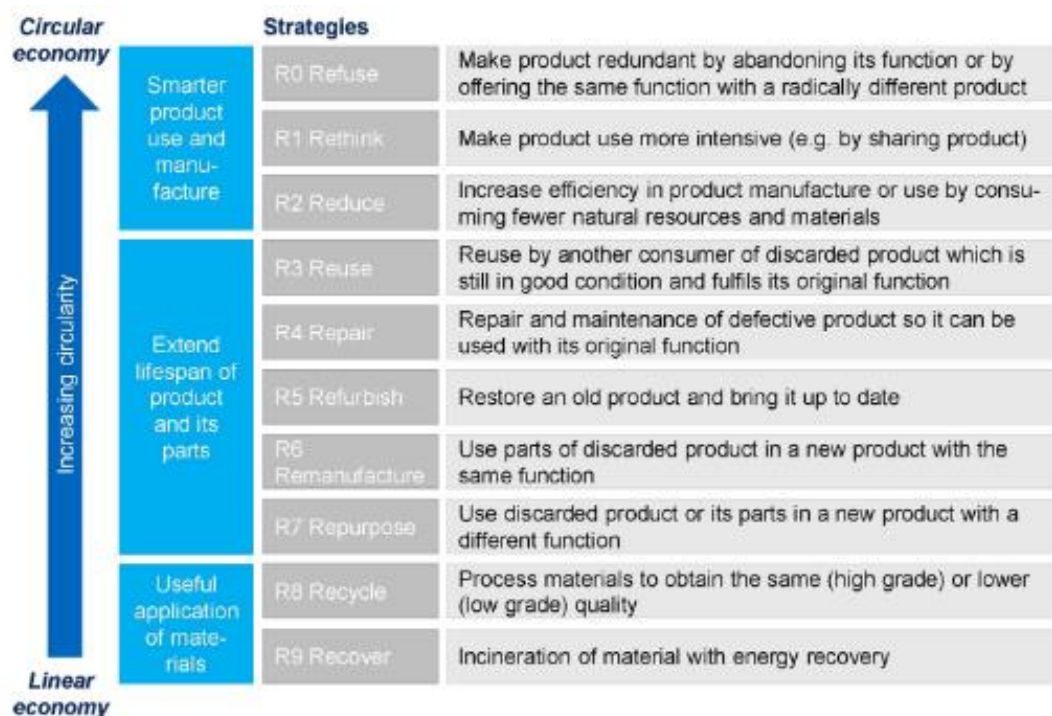 Circular
economy
Strategies
Smarter
product
use and
manu-
facture
R0 Refuse
Make product redundant by abandoning its function or by
offering the same function with a radically different product
R1 Rethink
Make product use more intensive (e.g. by sharing product)
R2 Reduce
Increase efficiency in product manufacture or use by consu-
ming fewer natural resources and materials
Increasing circularity
Extend
lifespan of
product
and its
parts
R3 Reuse
Reuse by another consumer of discarded product which is
still in good condition and fulfils its original function
R4 Repair
Repair and maintenance of defective product so it can be
used with its original function
R5 Refurbish
Restore an old product and bring it up to date
R6
Remanufacture
Use parts of discarded product in a new product with the
same function
R7 Repurpose
Use discarded product or its parts in a new product with a
different function
Useful
application
of mate-
rials
R8 Recycle
Process materials to obtain the same (high grade) or lower
(low grade) quality
R9 Recover
Incineration of material with energy recovery
Linear
economy